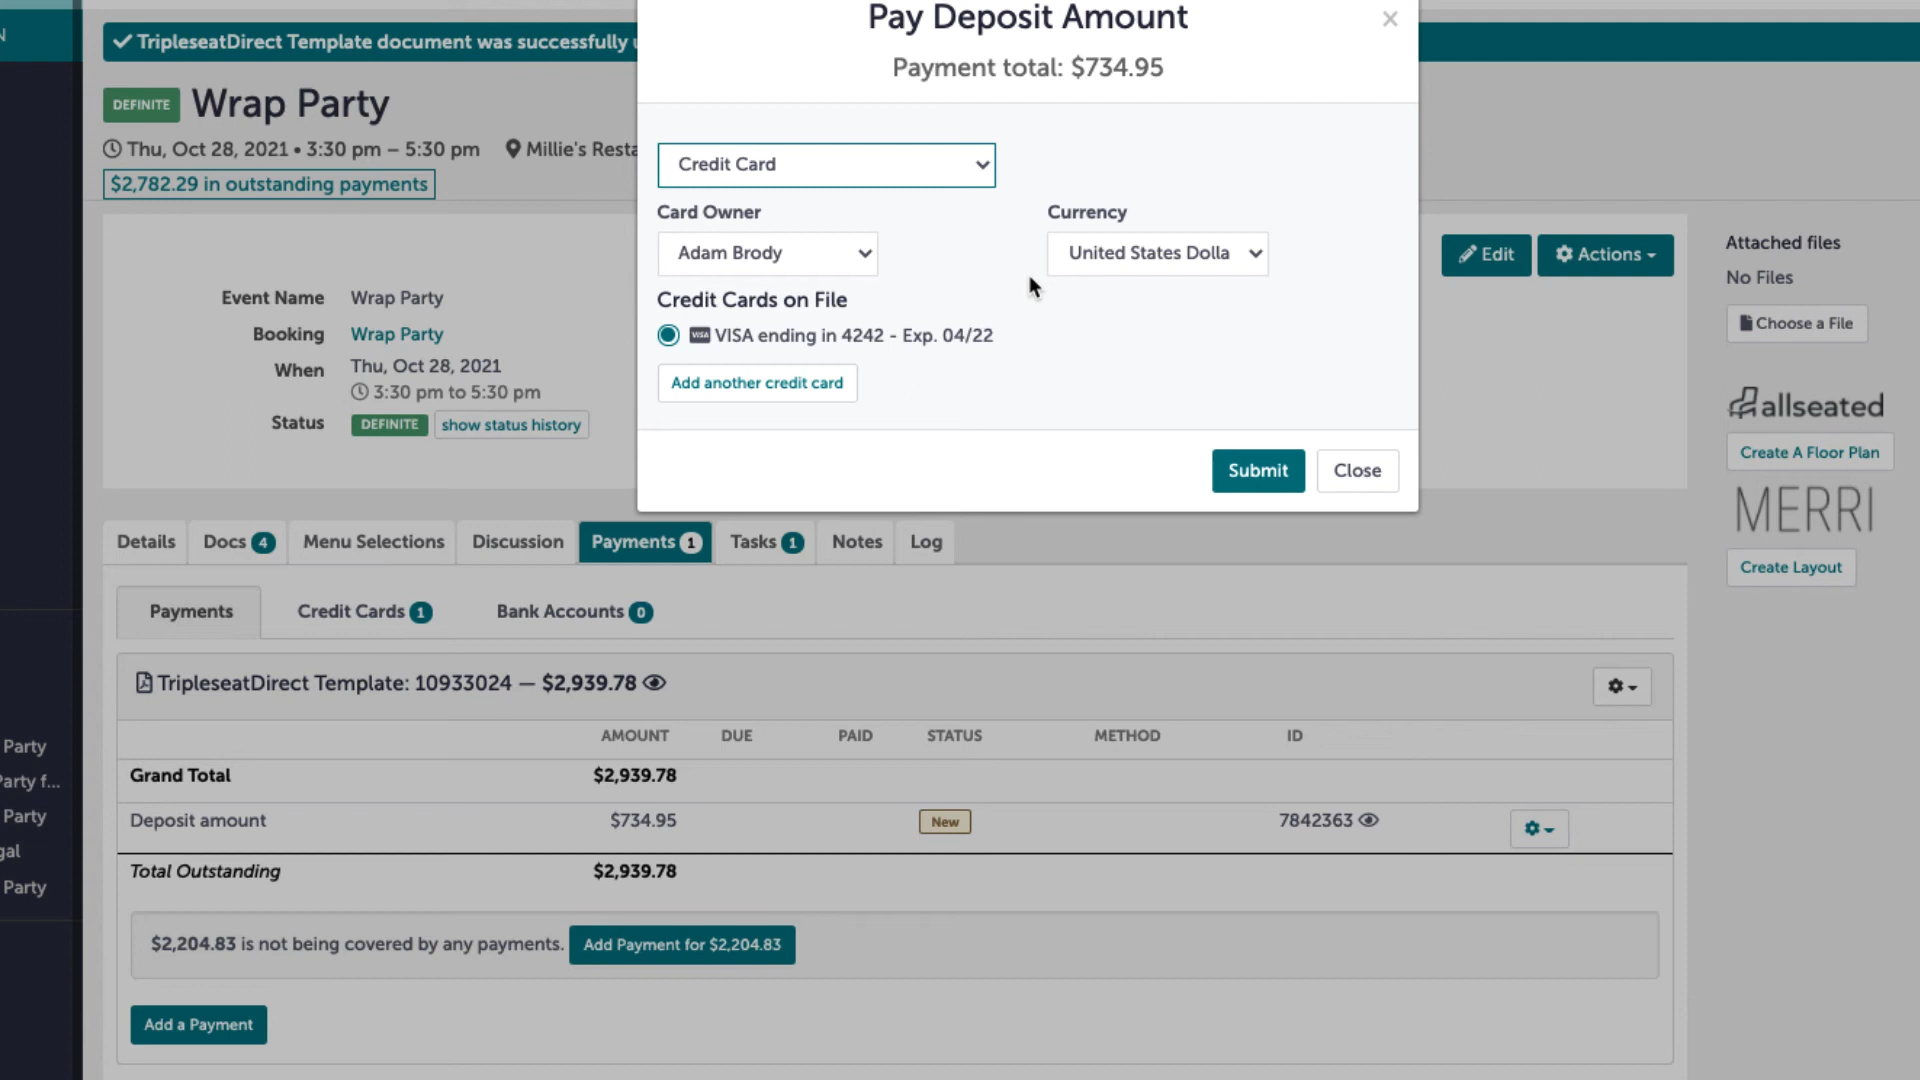 N
✓ TripleseatDirect Template document was successfully
Pay Deposit Amount
×
Payment total: $734.95
DEFINITE Wrap Party
Thu, Oct 28, 2021 • 3:30 pm – 5:30 pm Millie's Resta
$2,782.29 in outstanding payments
Credit Card
Card Owner Currency
Adam Brody United States Dolla
Credit Cards on File
VISA VISA ending in 4242 - Exp. 04/22
Add another credit card
Submit Close
Edit Actions
Attached files
No Files
Choose a File
allseated
Create A Floor Plan
MERRI
Create Layout
Event Name Wrap Party
Booking Wrap Party
When Thu, Oct 28, 2021
3:30 pm to 5:30 pm
Status DEFINITE show status history
Details Docs 4 Menu Selections Discussion Payments 1 Tasks 1 Notes Log
Payments Credit Cards 1 Bank Accounts 0
TripleseatDirect Template: 10933024 — $2,939.78
AMOUNT DUE PAID STATUS METHOD ID
Grand Total $2,939.78
Deposit amount $734.95 New 7842363
Total Outstanding $2,939.78
$2,204.83 is not being covered by any payments. Add Payment for $2,204.83
Add a Payment
Party
Party f...
Party
gal
Party